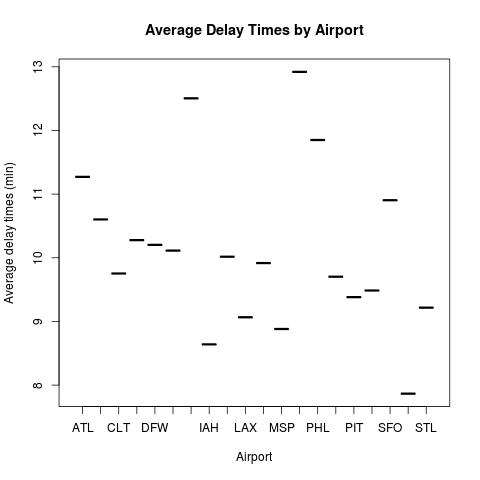 Average Delay Times by Airport
Average delay times (min)
13
12
11
10
9
8
ATL CLT DFW IAH LAX MSP PHL PIT SFO STL
Airport